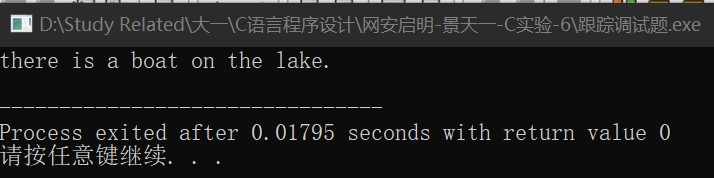 D:\Study Related\大一\C语言程序设计\网安启明-景天一-C实验-6\跟踪调试题.exe
there is a boat on the lake.
--------------------------------
Process exited after 0.01795 seconds with return value 0
请按任意键继续. . .